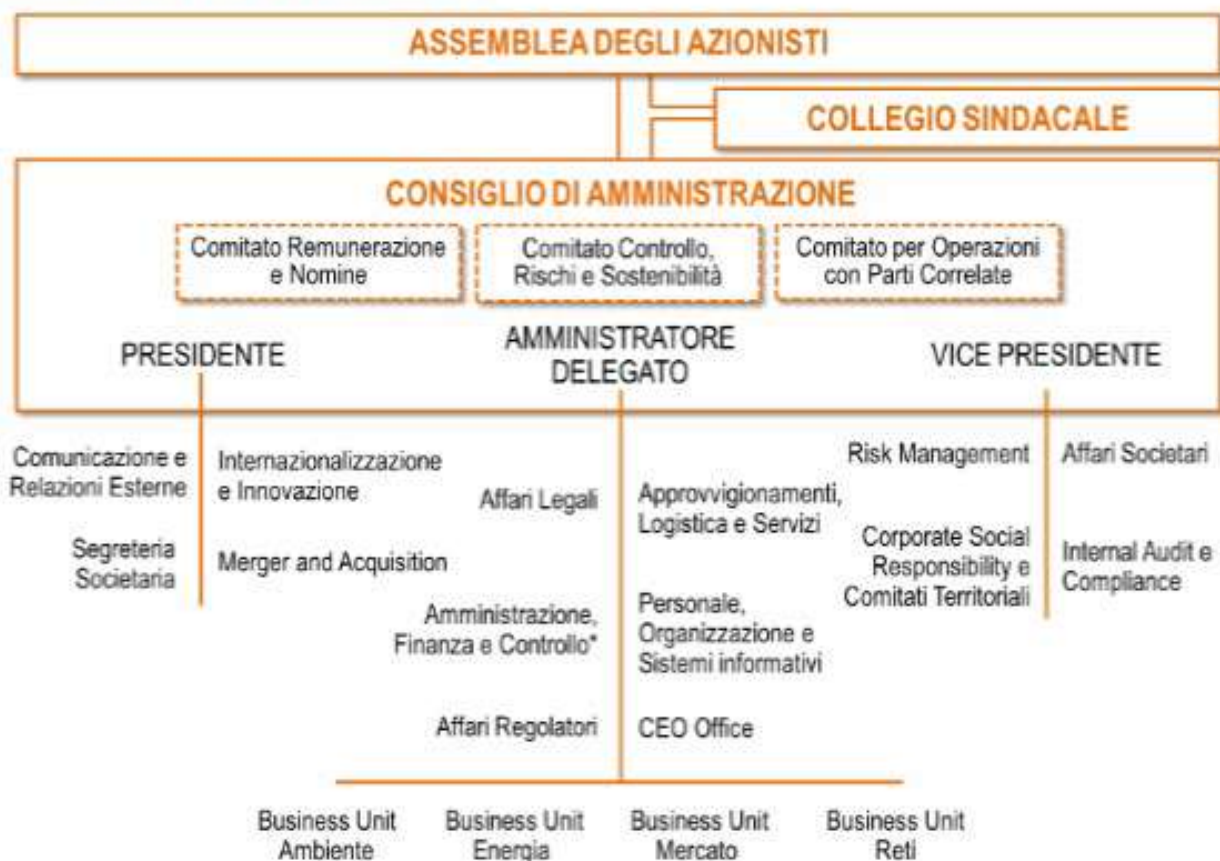 ASSEMBLEA DEGLI AZIONISTI
COLLEGIO SINDACALE
CONSIGLIO DI AMMINISTRAZIONE
Comitato Remunerazione
e Nomine
Comitato Controllo,
Rischi e Sostenibilità
Comitato per Operazioni
con Parti Correlate
PRESIDENTE
AMMINISTRATORE
DELEGATO
VICE PRESIDENTE
Comunicazione e
Relazioni Esterne
Internazionalizzazione
e Innovazione
Segreteria
Societaria
Merger and Acquisition
Affari Legali
Approvvigionamenti,
Logistica e Servizi
Amministrazione,
Finanza e Controllo*
Personale,
Organizzazione e
Sistemi informativi
Affari Regolatori
CEO Office
Risk Management
Affari Societari
Corporate Social
Responsibility e
Comitati Territoriali
Internal Audit e
Compliance
Business Unit
Ambiente
Business Unit
Energia
Business Unit
Mercato
Business Unit
Reti